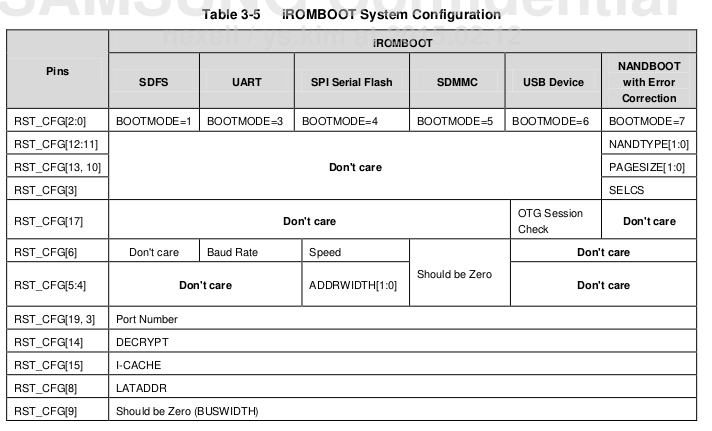 SAMSUNG Confidential
Table 3-5 iROMBOOT System Configuration
Pins
iROMBOOT
SDFS UART SPI Serial Flash SDMMC USB Device NANDBOOT with Error Correction
RST_CFG[2:0] BOOTMODE=1 BOOTMODE=3 BOOTMODE=4 BOOTMODE=5 BOOTMODE=6 BOOTMODE=7
RST_CFG[12:11] Don't care NANDTYPE[1:0]
RST_CFG[13, 10] PAGESIZE[1:0]
RST_CFG[3] SELCS
RST_CFG[17] Don't care OTG Session Check Don't care
RST_CFG[6] Don't care Baud Rate Speed Should be Zero Don't care
RST_CFG[5:4] Don't care ADDRWIDTH[1:0] Don't care
RST_CFG[19, 3] Port Number
RST_CFG[14] DECRYPT
RST_CFG[15] I-CACHE
RST_CFG[8] LATADDR
RST_CFG[9] Should be Zero (BUSWIDTH)